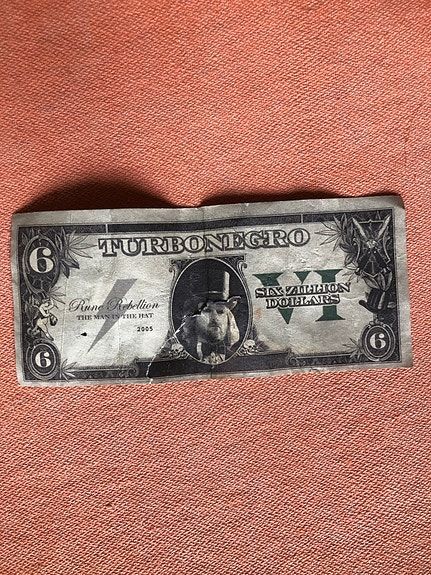 TURBONEGRO
6
6
Rune Rebellion
THE MAN IN THE HAT
2005
VI
SIX ZILLION
DOLLARS
6